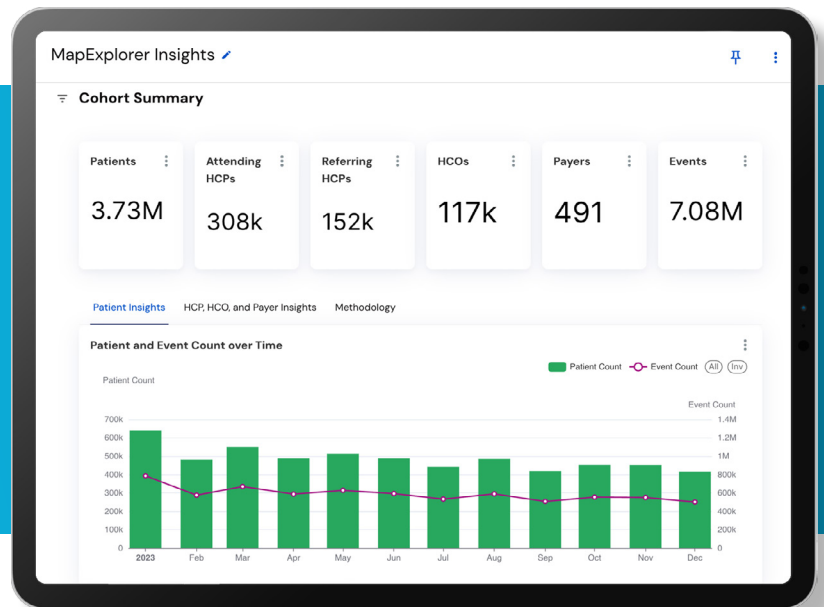 MapExplorer Insights
Cohort Summary
Patients
3.73M
Attending
HCPs
308k
Referring
HCPs
152k
HCOs
117k
Payers
491
Events
7.08M
Patient Insights
HCP, HCO, and Payer Insights
Methodology
Patient and Event Count over Time
Patient Count
Event Count
All
Inv
Patient Count
Event Count
700k
600k
500k
400k
300k
200k
100k
0
1.4M
1.2M
1M
800k
600k
400k
200k
0
2023
Feb
Mar
Apr
May
Jun
Jul
Aug
Sep
Oct
Nov
Dec